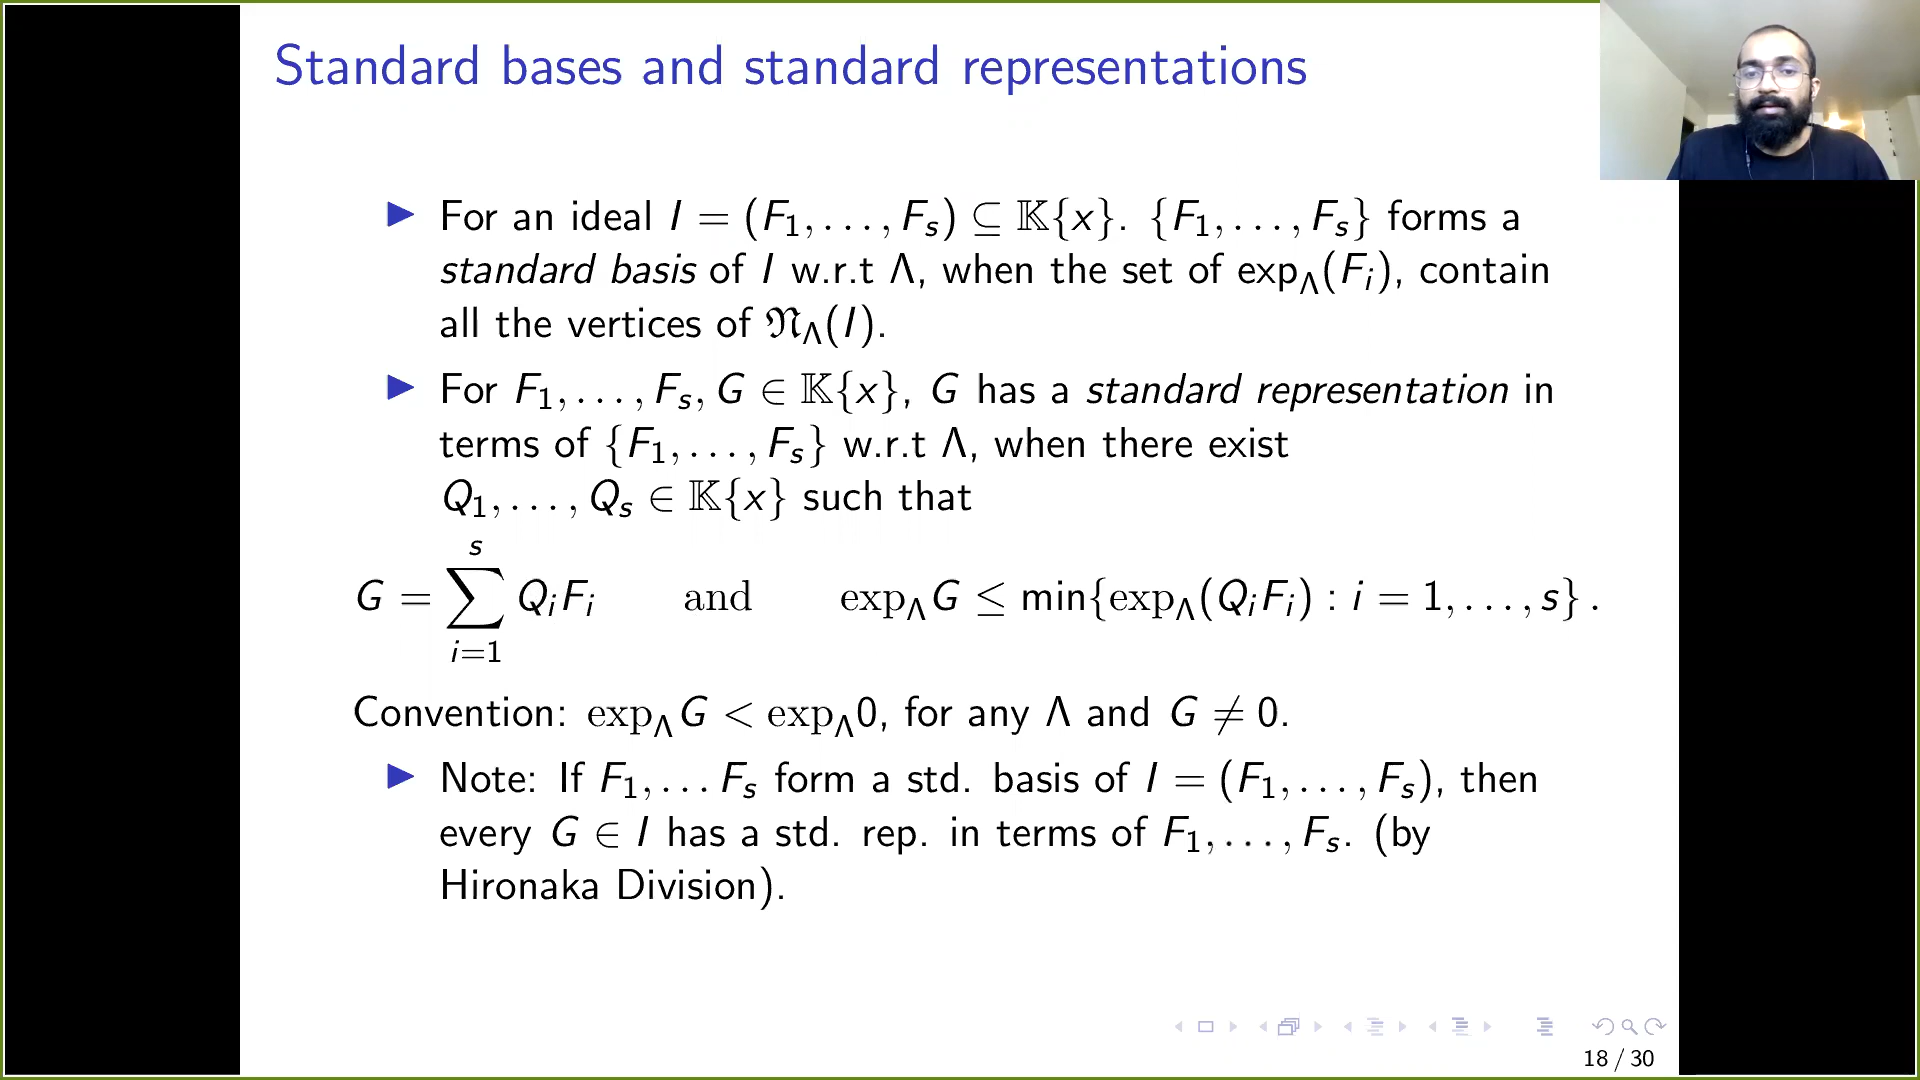 Standard bases and standard representations
▶ For an ideal I = (F₁, . . . , Fₛ) ⊆ 𝕂{x}. {F₁, . . . , Fₛ} forms a
standard basis of I w.r.t Λ, when the set of exp_Λ(Fᵢ), contain
all the vertices of 𝔑_Λ(I).
▶ For F₁, . . . , Fₛ, G ∈ 𝕂{x}, G has a standard representation in
terms of {F₁, . . . , Fₛ} w.r.t Λ, when there exist
Q₁, . . . , Qₛ ∈ 𝕂{x} such that
G = ∑_{i=1}^{s} QᵢFᵢ and exp_Λ G ≤ min{exp_Λ(QᵢFᵢ) : i = 1, . . . , s} .
Convention: exp_Λ G < exp_Λ 0, for any Λ and G ≠ 0.
▶ Note: If F₁, . . . Fₛ form a std. basis of I = (F₁, . . . , Fₛ), then
every G ∈ I has a std. rep. in terms of F₁, . . . , Fₛ. (by
Hironaka Division).
18 / 30